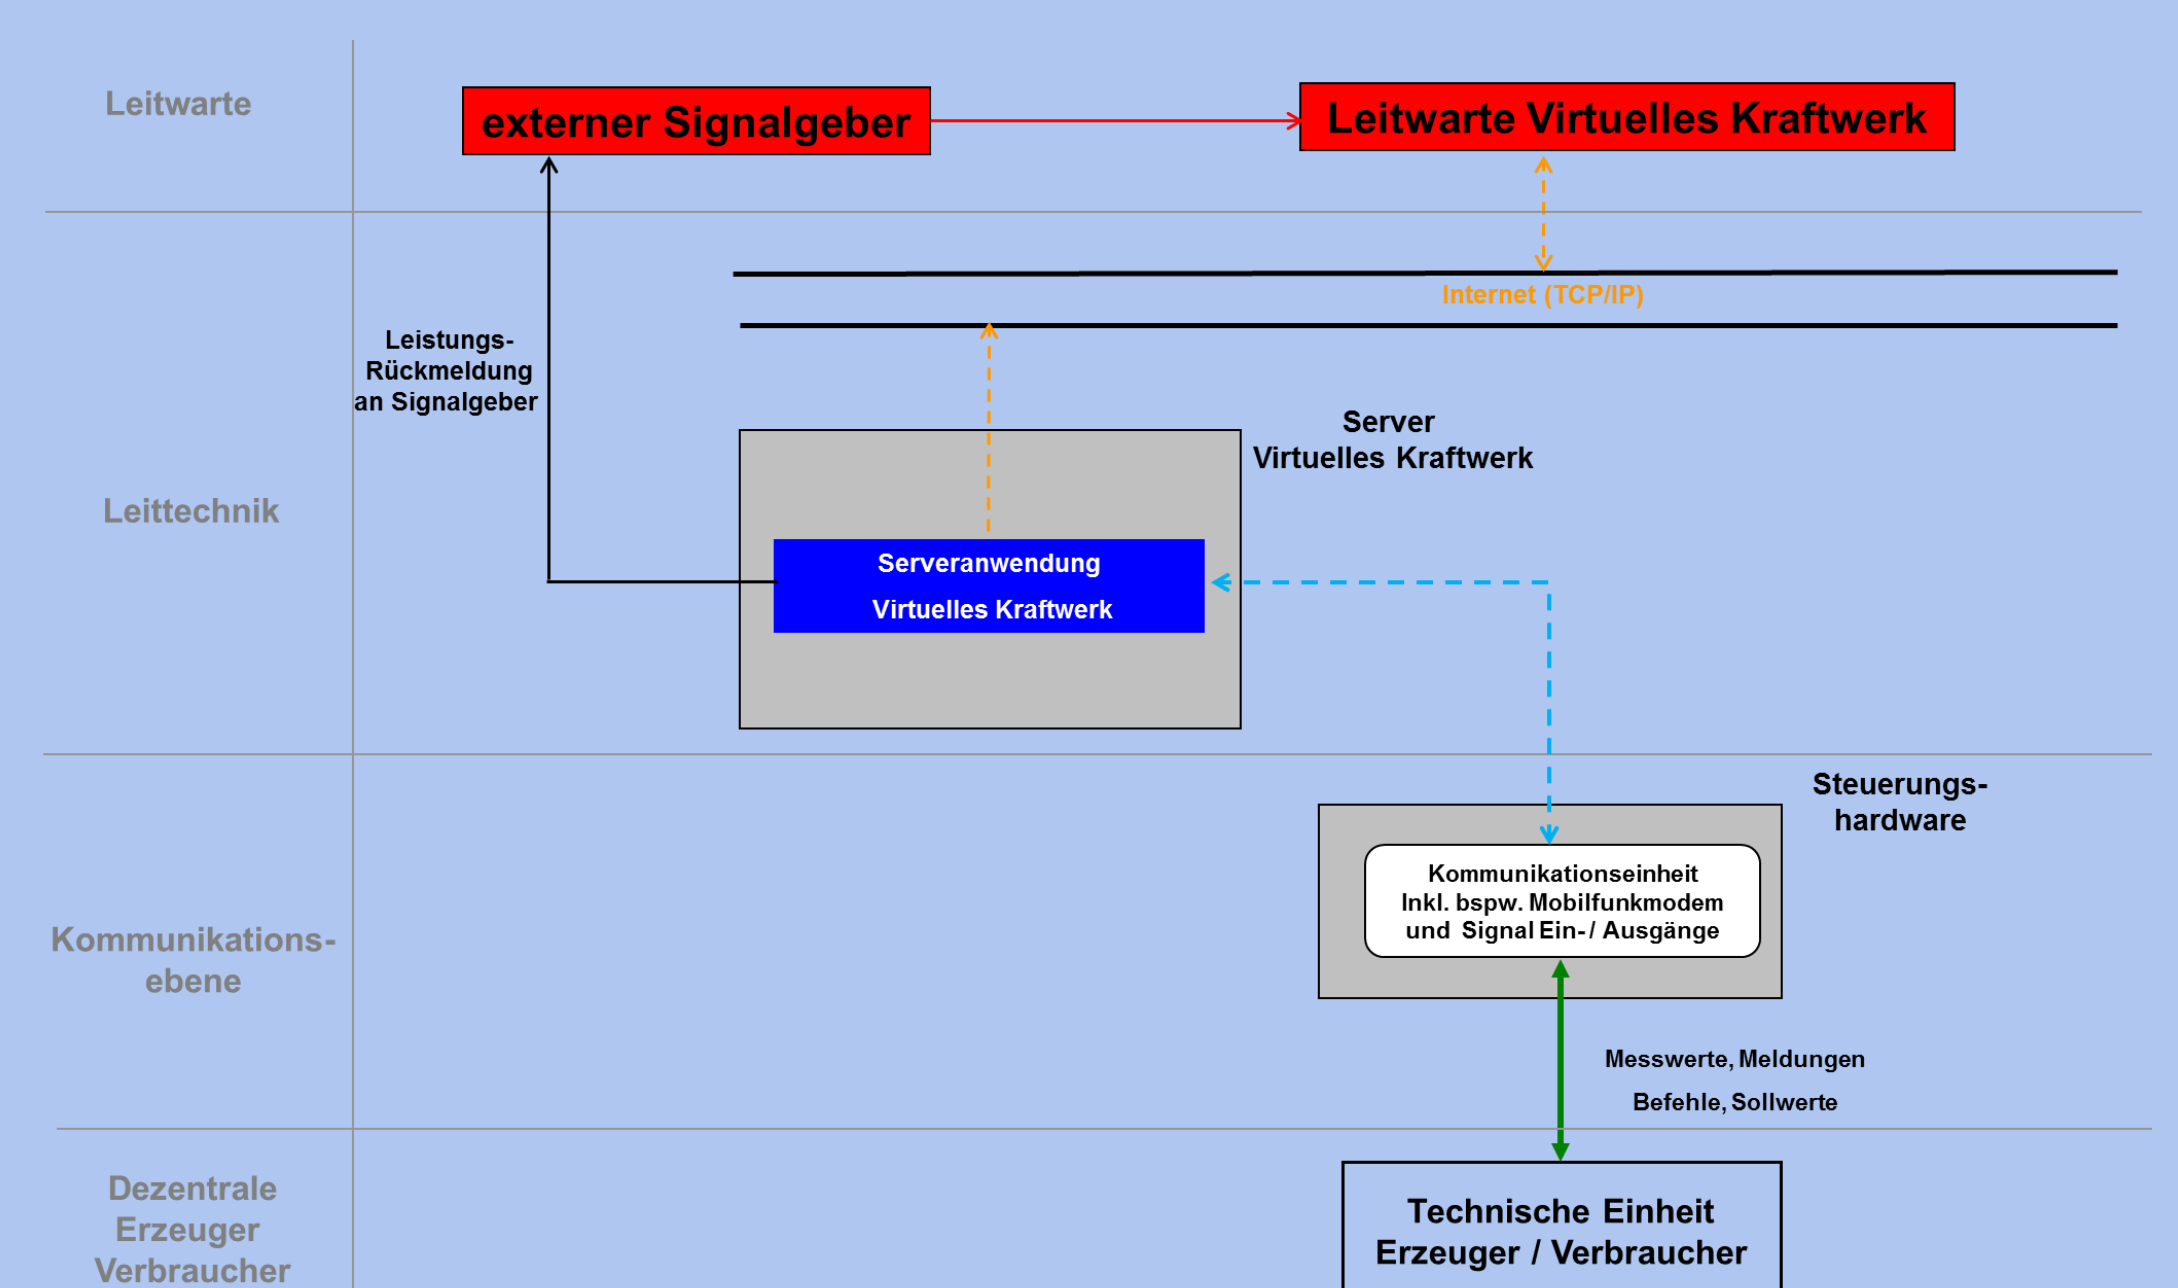 Leitwarte
externer Signalgeber
Leitwarte Virtuelles Kraftwerk
Internet (TCP/IP)
Leistungs-
Rückmeldung
an Signalgeber
Server
Virtuelles Kraftwerk
Leittechnik
Serveranwendung
Virtuelles Kraftwerk
Steuerungs-
hardware
Kommunikationseinheit
Inkl. bspw. Mobilfunkmodem
und Signal Ein- / Ausgänge
Kommunikations-
ebene
Messwerte, Meldungen
Befehle, Sollwerte
Dezentrale
Erzeuger
Verbraucher
Technische Einheit
Erzeuger / Verbraucher